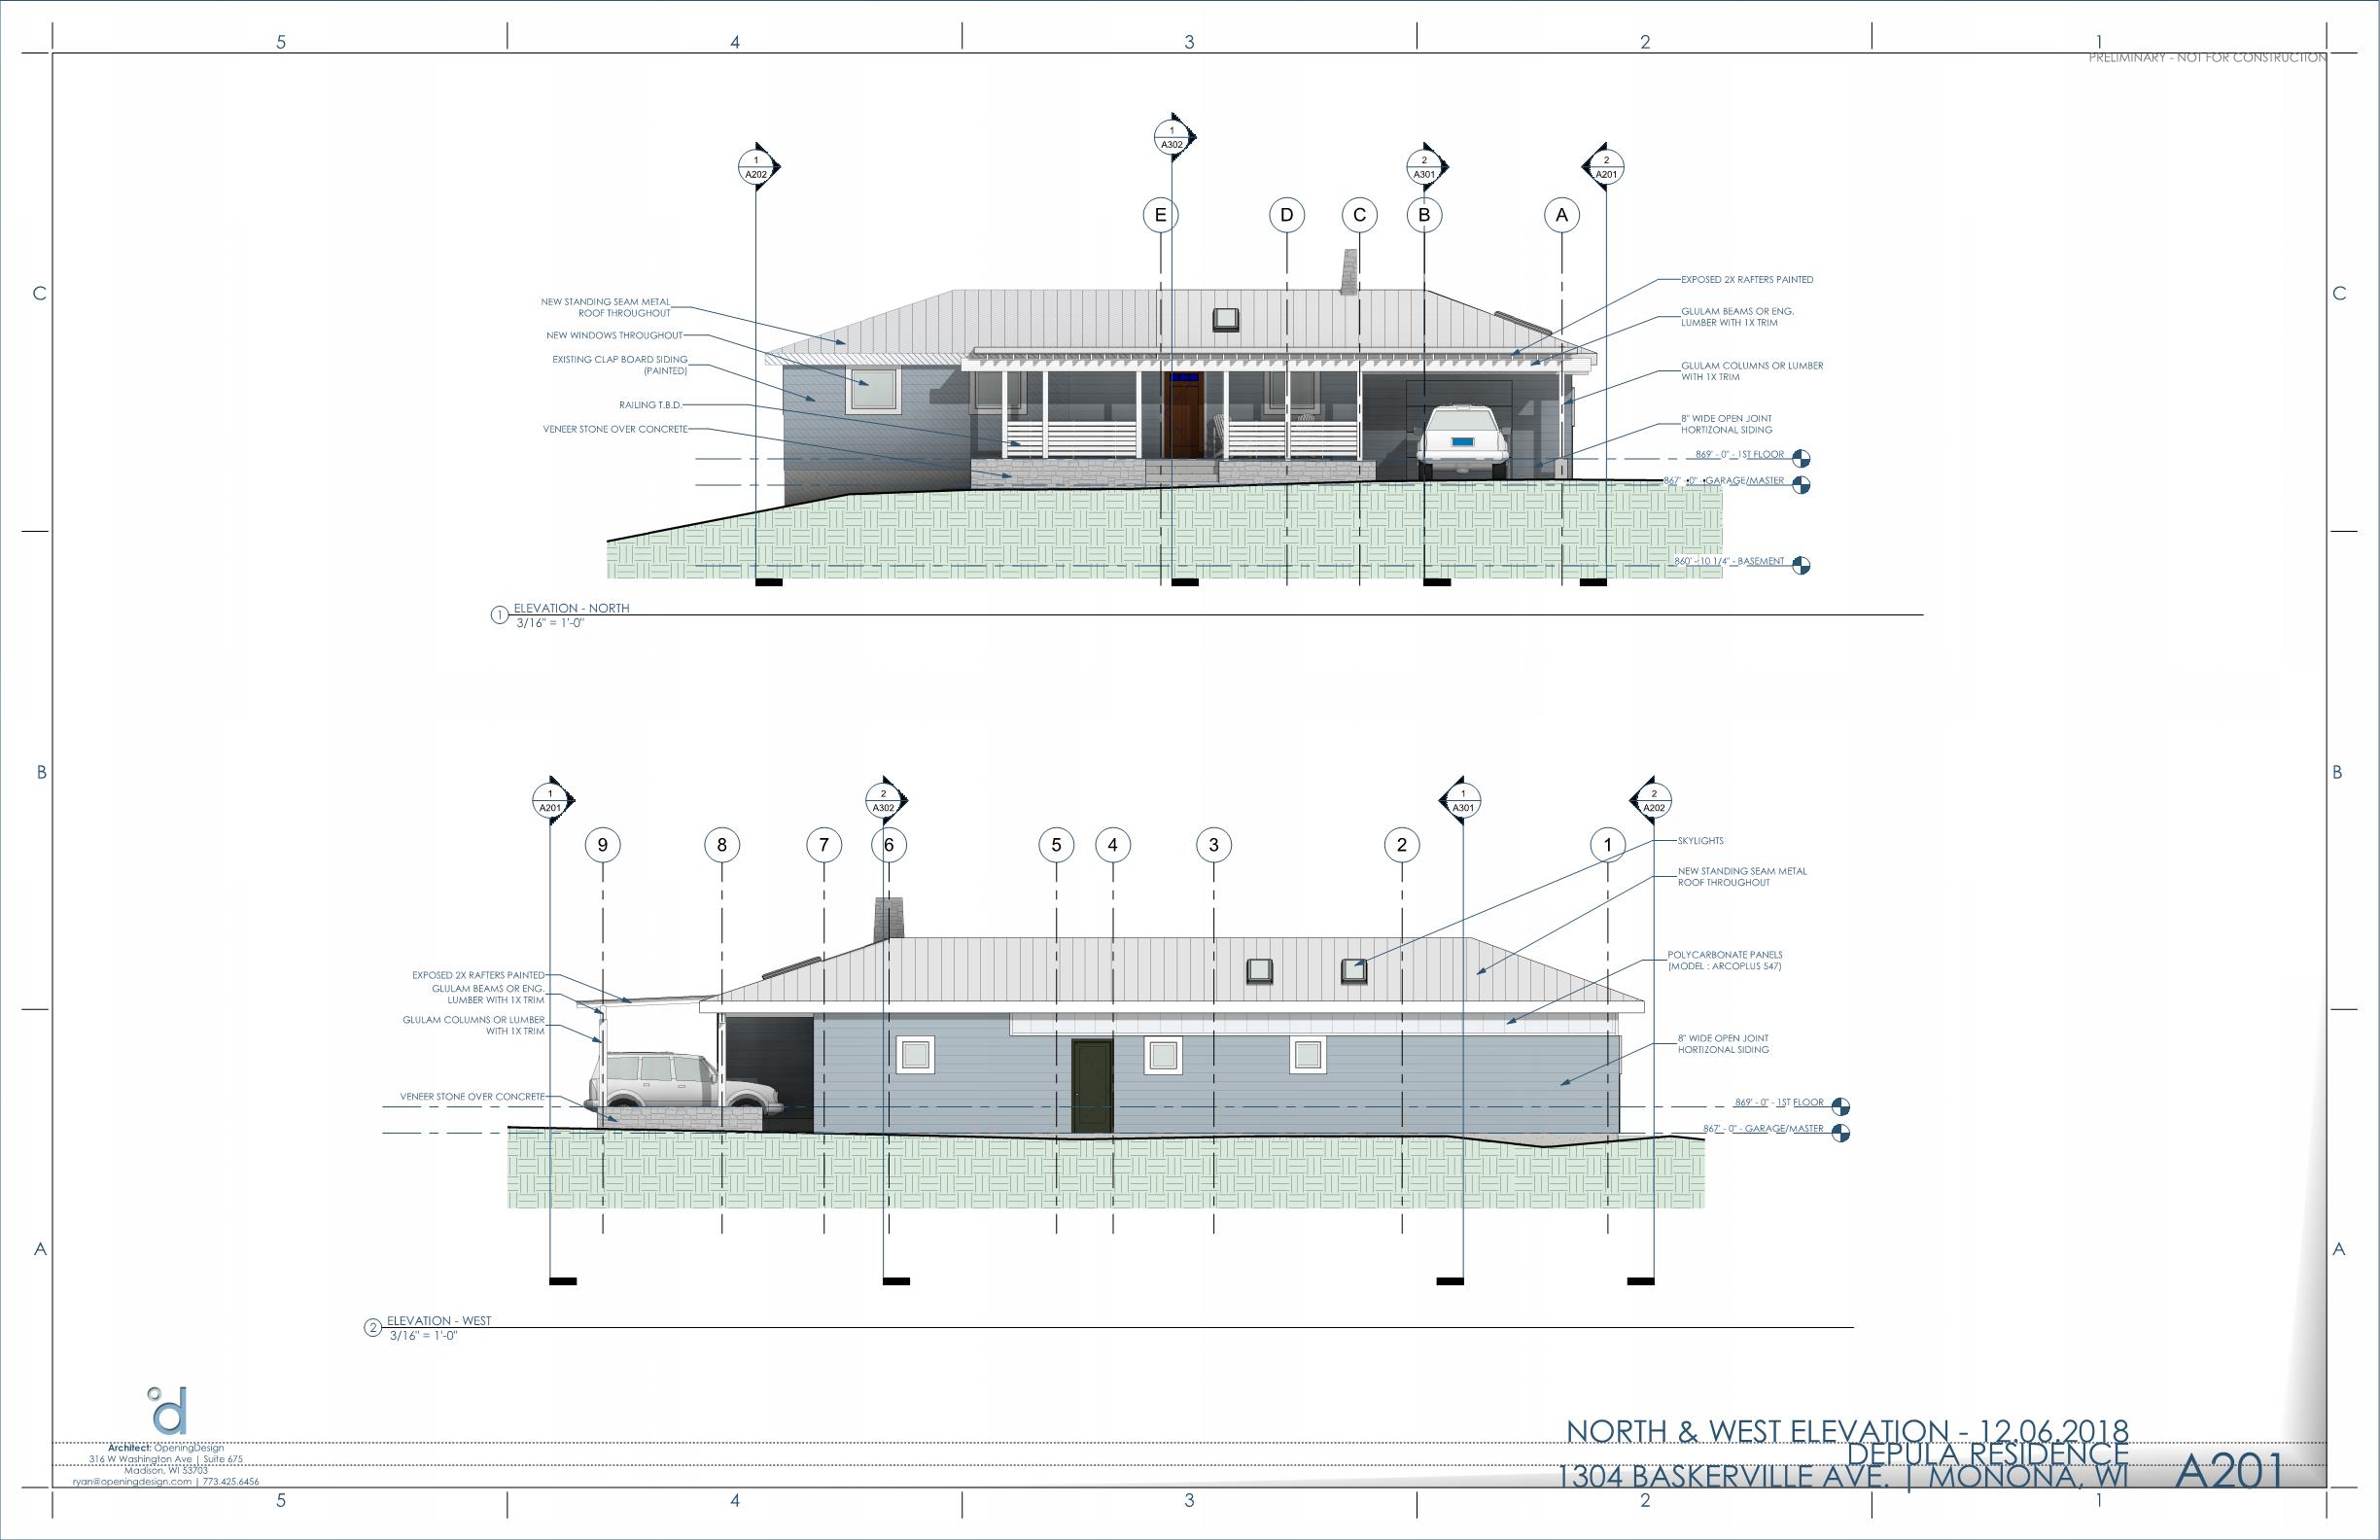 5 4 3 2 1
PRELIMINARY - NOT FOR CONSTRUCTION
1
A302
1
A202
2
A301
2
A201
E D C B A
C
C
NEW STANDING SEAM METAL
ROOF THROUGHOUT
NEW WINDOWS THROUGHOUT
EXISTING CLAP BOARD SIDING
(PAINTED)
RAILING T.B.D.
VENEER STONE OVER CONCRETE
EXPOSED 2X RAFTERS PAINTED
GLULAM BEAMS OR ENG.
LUMBER WITH 1X TRIM
GLULAM COLUMNS OR LUMBER
WITH 1X TRIM
8" WIDE OPEN JOINT
HORTIZONAL SIDING
869' - 0" - 1ST FLOOR
867' - 0" - GARAGE/MASTER
860' - 10 1/4" - BASEMENT
1 ELEVATION - NORTH
3/16" = 1'-0"
B
B
1
A201
2
A302
1
A301
2
A202
9 8 7 6 5 4 3 2 1
SKYLIGHTS
NEW STANDING SEAM METAL
ROOF THROUGHOUT
POLYCARBONATE PANELS
(MODEL : ARCOPLUS 547)
8" WIDE OPEN JOINT
HORTIZONAL SIDING
EXPOSED 2X RAFTERS PAINTED
GLULAM BEAMS OR ENG.
LUMBER WITH 1X TRIM
GLULAM COLUMNS OR LUMBER
WITH 1X TRIM
VENEER STONE OVER CONCRETE
869' - 0" - 1ST FLOOR
867' - 0" - GARAGE/MASTER
A
A
2 ELEVATION - WEST
3/16" = 1'-0"
d
Architect: OpeningDesign
316 W Washington Ave | Suite 675
Madison, WI 53703
ryan@openingdesign.com | 773.425.6456
NORTH & WEST ELEVATION - 12.06.2018
DEPULA RESIDENCE
1304 BASKERVILLE AVE. | MONONA, WI
A201
5 4 3 2 1